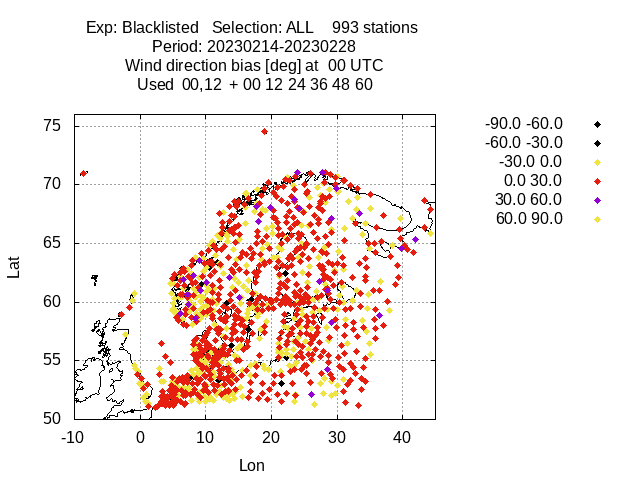 Exp: Blacklisted Selection: ALL 993 stations
Period: 20230214-20230228
Wind direction bias [deg] at 00 UTC
Used 00,12 + 00 12 24 36 48 60
-90.0 -60.0
-60.0 -30.0
-30.0 0.0
0.0 30.0
30.0 60.0
60.0 90.0
75
70
65
60
55
50
Lat
-10 0 10 20 30 40
Lon